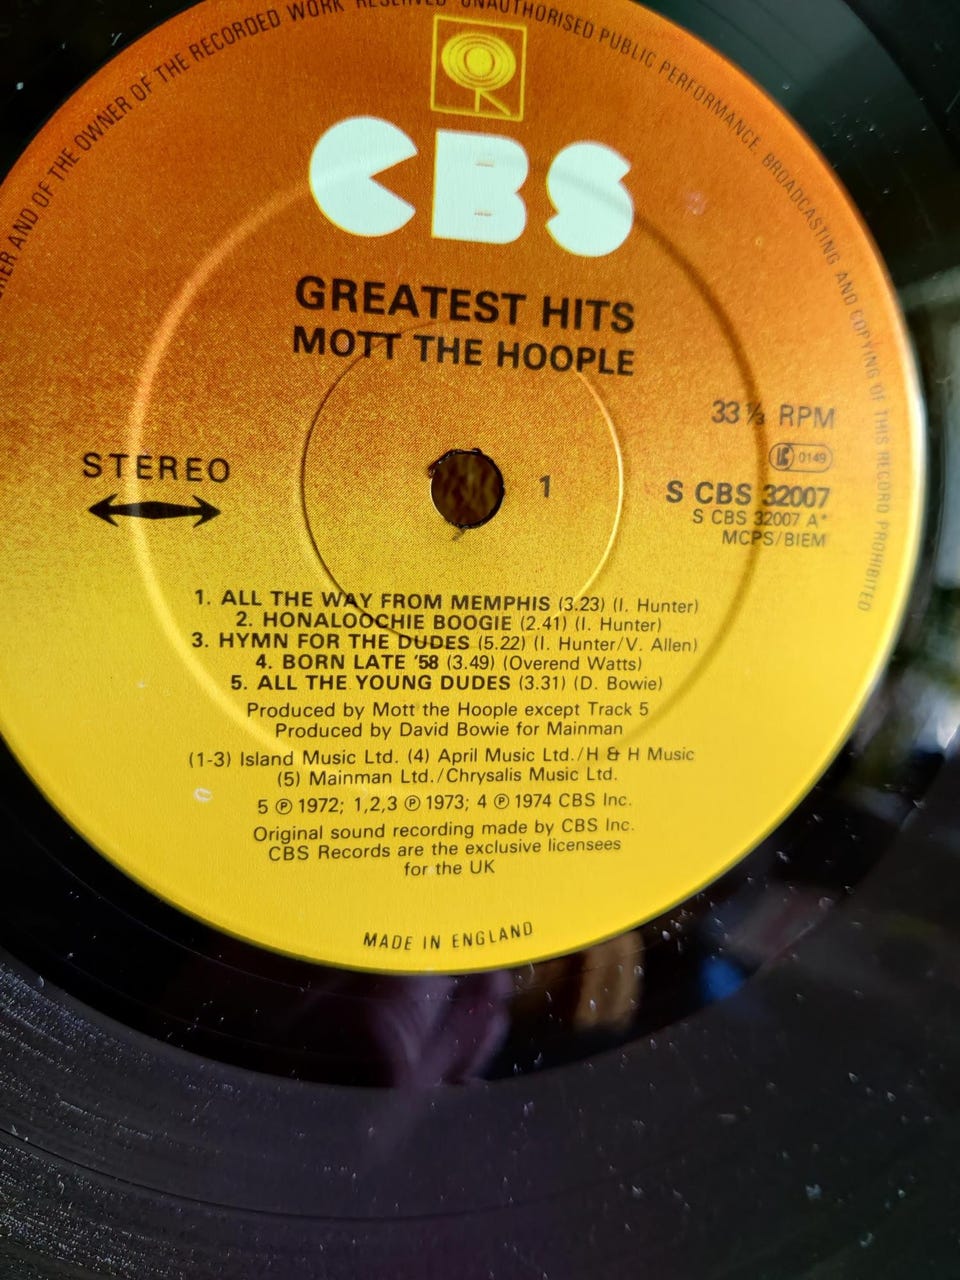 RER AND OF THE OWNER OF THE RECORDED WORK RESERVED UNAUTHORISED PUBLIC PERFORMANCE. BROADCASTING AND COPYING OF THIS RECORD PROHIBITED
CBS
GREATEST HITS
MOTT THE HOOPLE
33⅓ RPM
LC 0149
STEREO
1
S CBS 32007
S CBS 32007 A*
MCPS/BIEM
1. ALL THE WAY FROM MEMPHIS (3.23) (I. Hunter)
2. HONALOOCHIE BOOGIE (2.41) (I. Hunter)
3. HYMN FOR THE DUDES (5.22) (I. Hunter/V. Allen)
4. BORN LATE '58 (3.49) (Overend Watts)
5. ALL THE YOUNG DUDES (3.31) (D. Bowie)
Produced by Mott the Hoople except Track 5
Produced by David Bowie for Mainman
(1-3) Island Music Ltd. (4) April Music Ltd./H & H Music
(5) Mainman Ltd./Chrysalis Music Ltd.
5 ℗ 1972; 1,2,3 ℗ 1973; 4 ℗ 1974 CBS Inc.
Original sound recording made by CBS Inc.
CBS Records are the exclusive licensees
for the UK
MADE IN ENGLAND